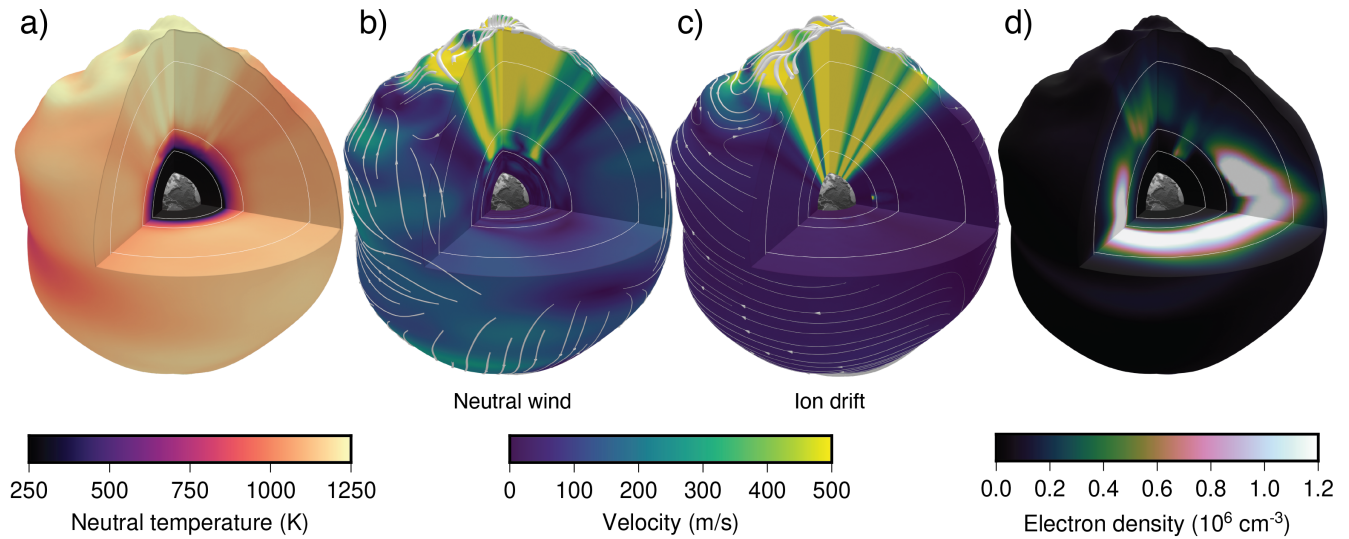 a) b) c) d)
Neutral wind Ion drift
250 500 750 1000 1250
Neutral temperature (K)
0 100 200 300 400 500
Velocity (m/s)
0.0 0.2 0.4 0.6 0.8 1.0 1.2
Electron density (10⁶ cm⁻³)